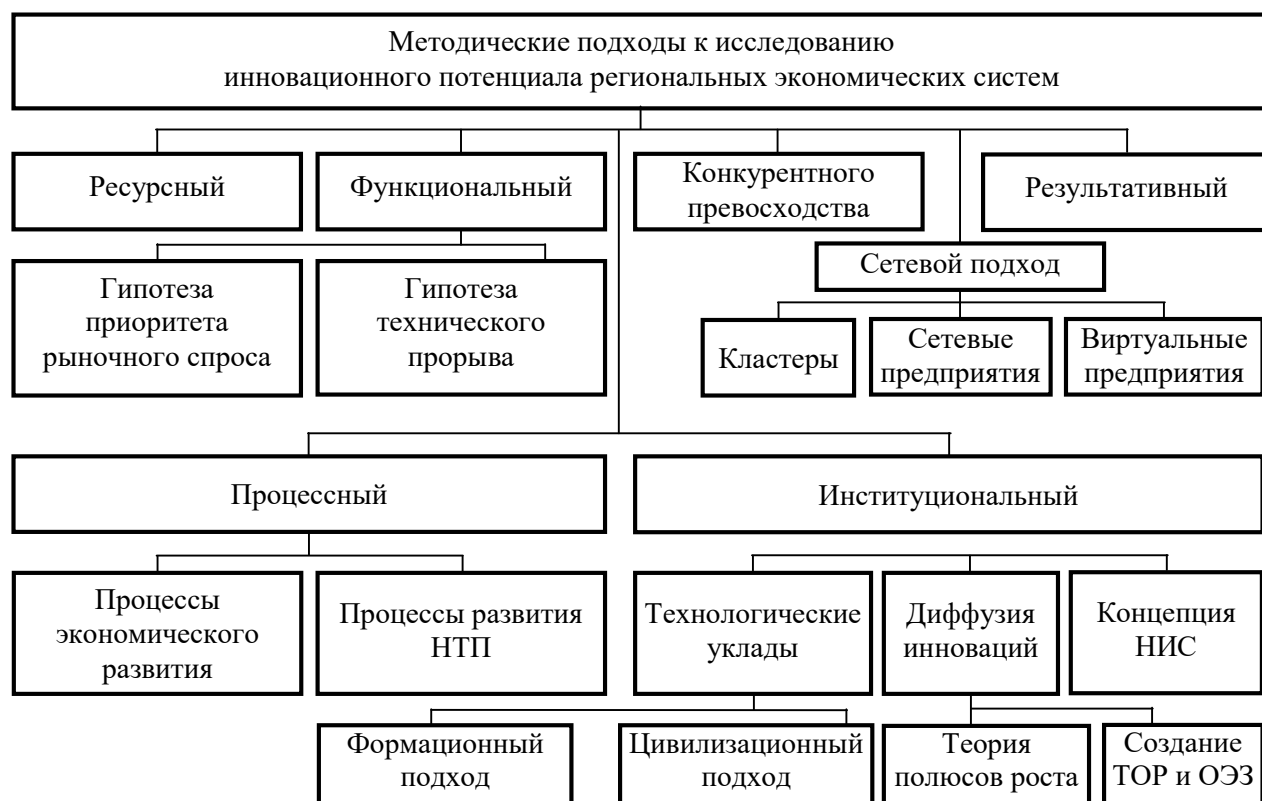 Методические подходы к исследованию
инновационного потенциала региональных экономических систем
Ресурсный
Функциональный
Конкурентного
превосходства
Результативный
Сетевой подход
Гипотеза
приоритета
рыночного спроса
Гипотеза
технического
прорыва
Кластеры
Сетевые
предприятия
Виртуальные
предприятия
Процессный
Институциональный
Процессы
экономического
развития
Процессы развития
НТП
Технологические
уклады
Диффузия
инноваций
Концепция
НИС
Формационный
подход
Цивилизационный
подход
Теория
полюсов роста
Создание
ТОР и ОЭЗ